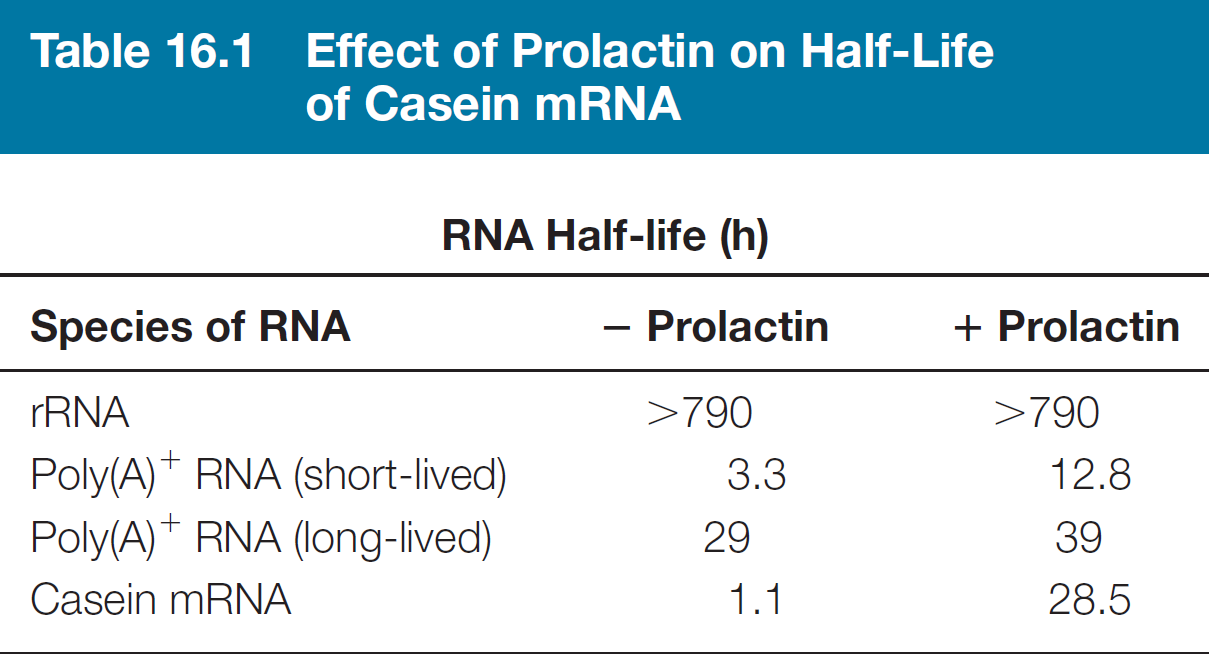 Table 16.1 Effect of Prolactin on Half-Life
of Casein mRNA
RNA Half-life (h)
Species of RNA − Prolactin + Prolactin
rRNA >790 >790
Poly(A)⁺ RNA (short-lived) 3.3 12.8
Poly(A)⁺ RNA (long-lived) 29 39
Casein mRNA 1.1 28.5